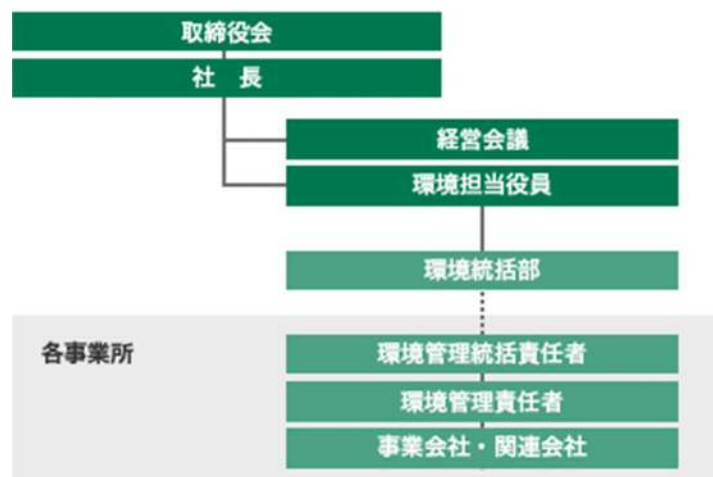 取締役会
社　長
経営会議
環境担当役員
環境統括部
各事業所
環境管理統括責任者
環境管理責任者
事業会社・関連会社